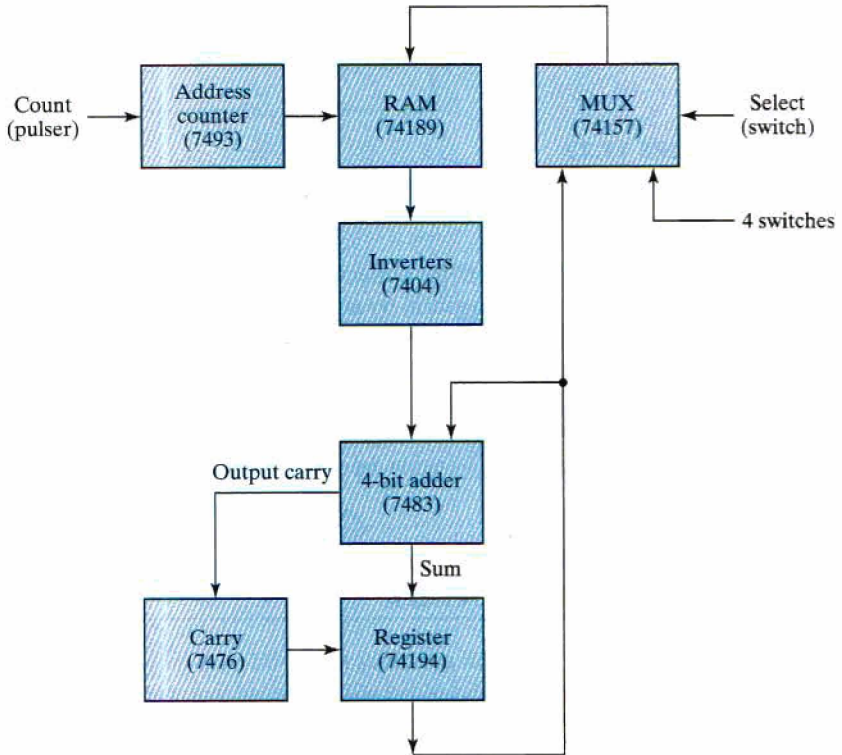 Count
(pulser)
Address
counter
(7493)
RAM
(74189)
MUX
(74157)
Select
(switch)
4 switches
Inverters
(7404)
Output carry
4-bit adder
(7483)
Sum
Carry
(7476)
Register
(74194)